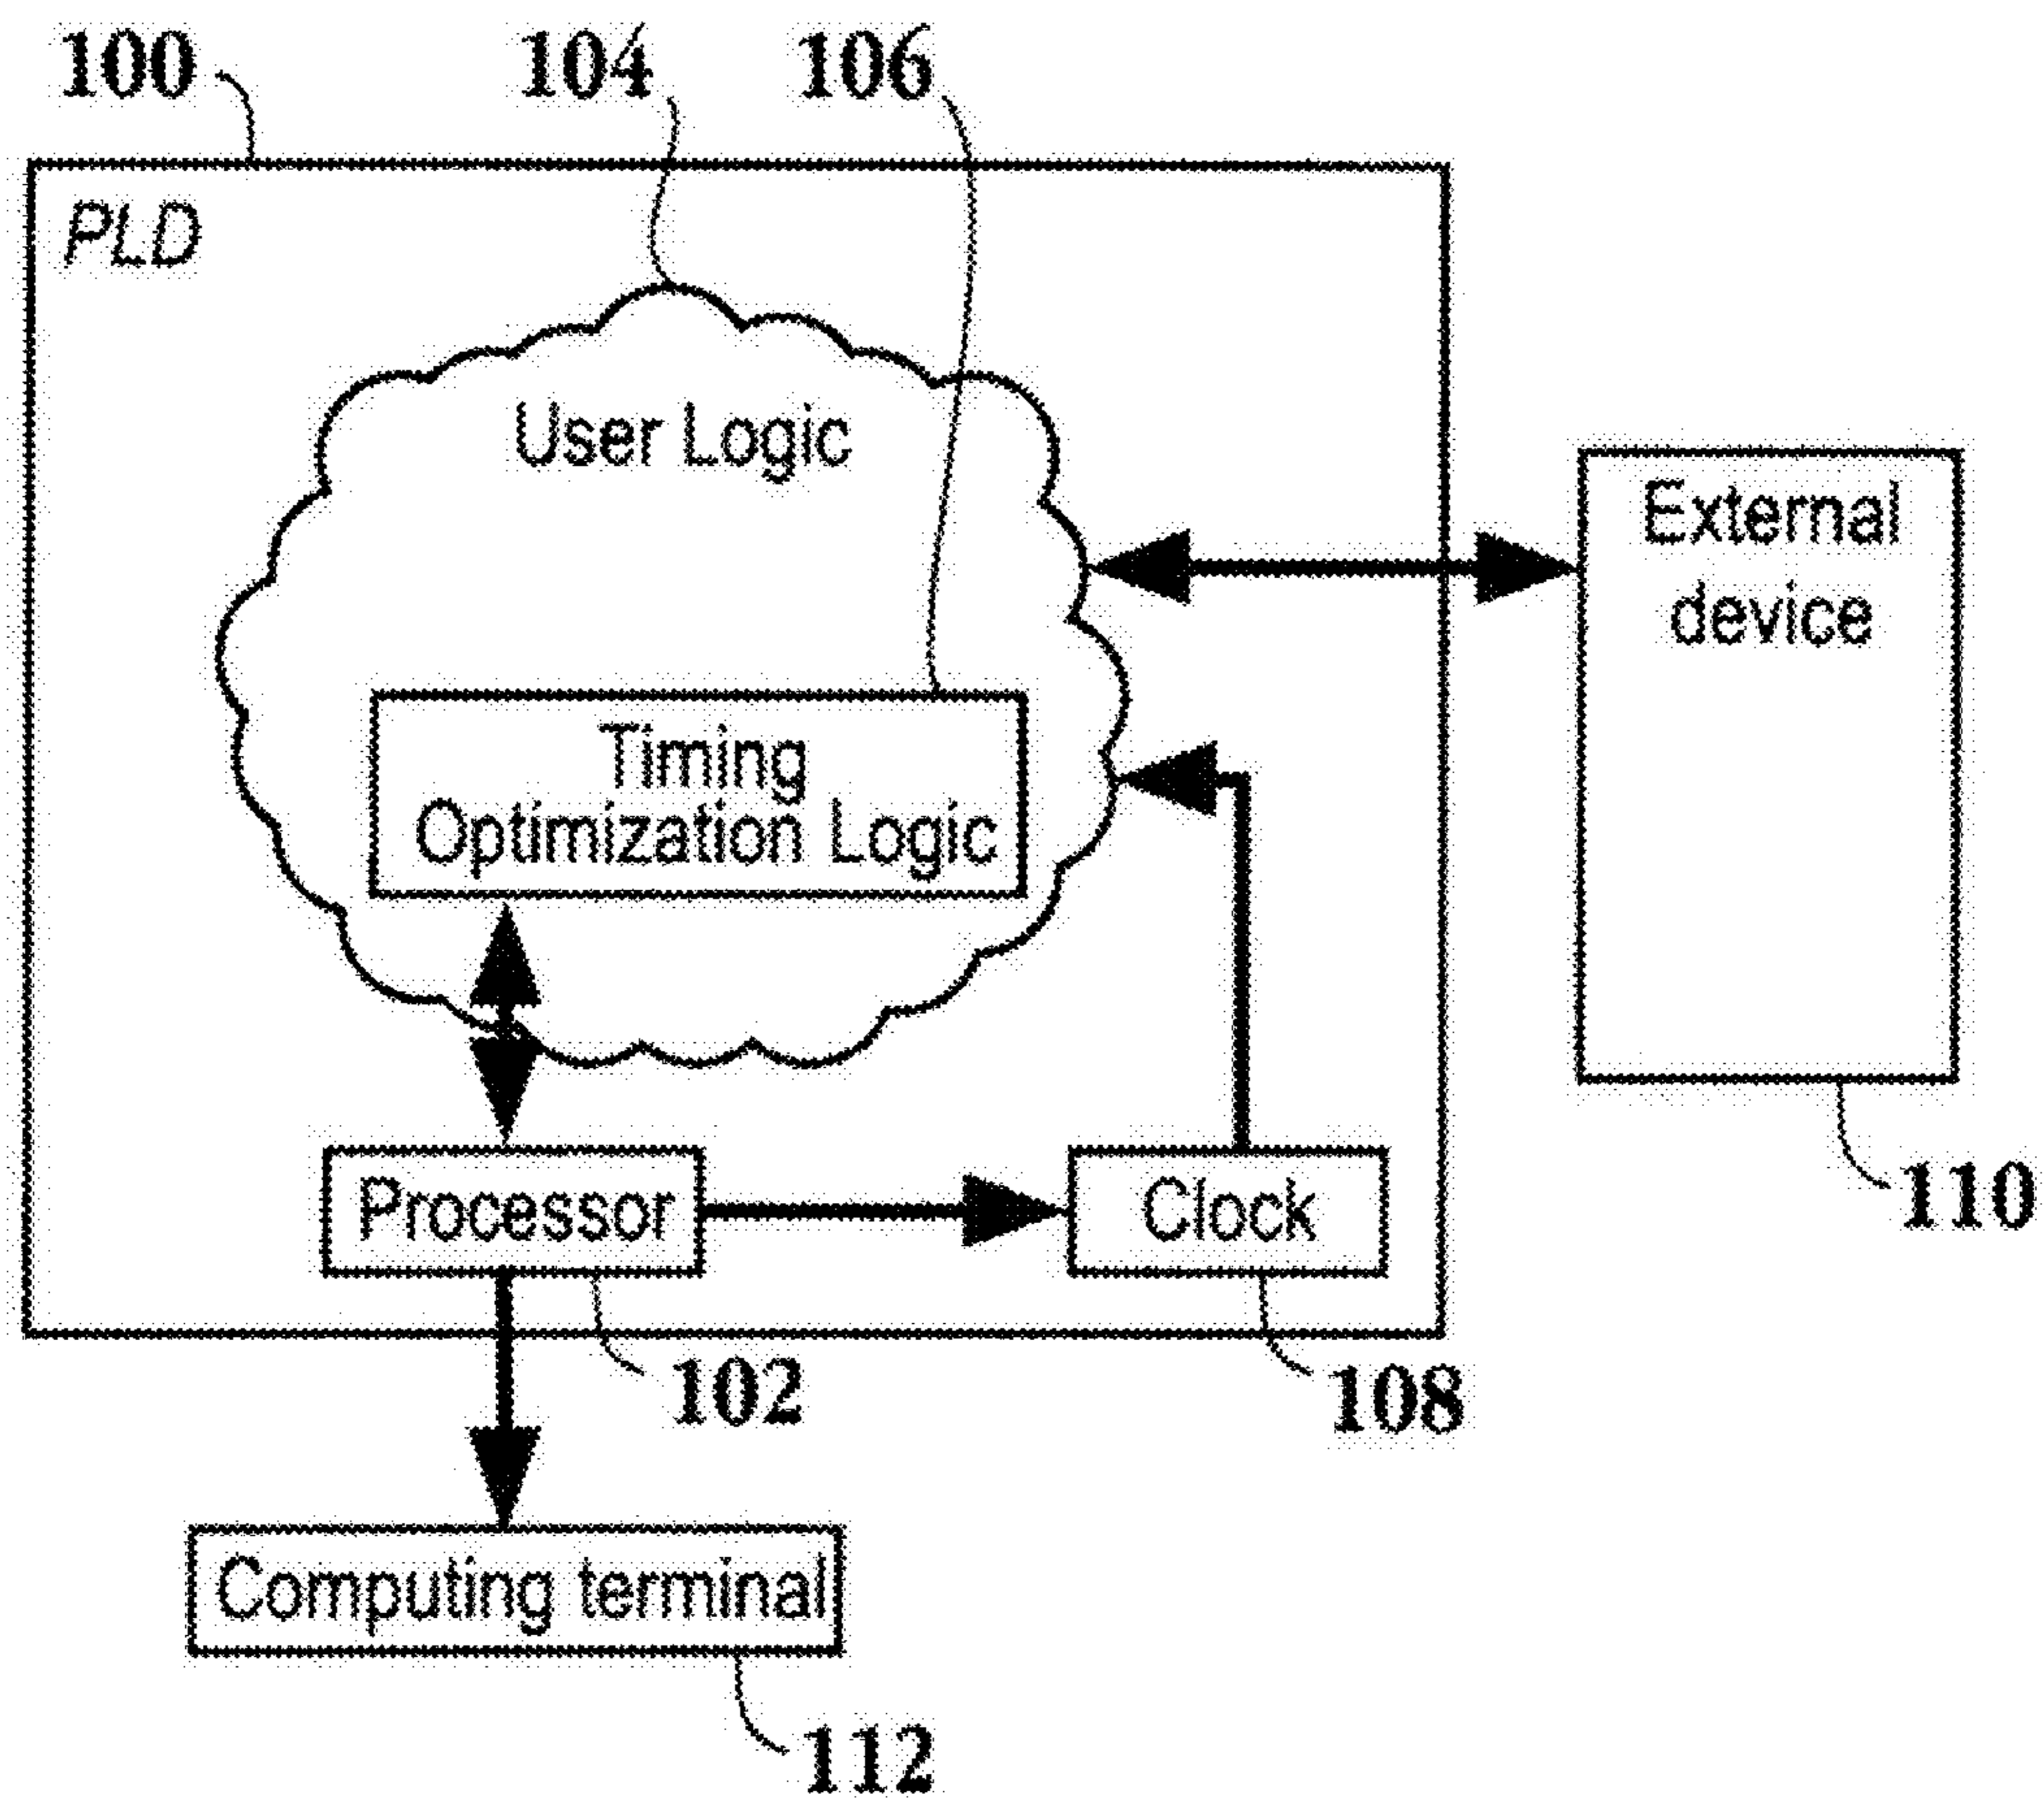 100
104
106
PLD
User Logic
External
device
Timing
Optimization Logic
Processor
Clock
110
102
108
Computing terminal
112